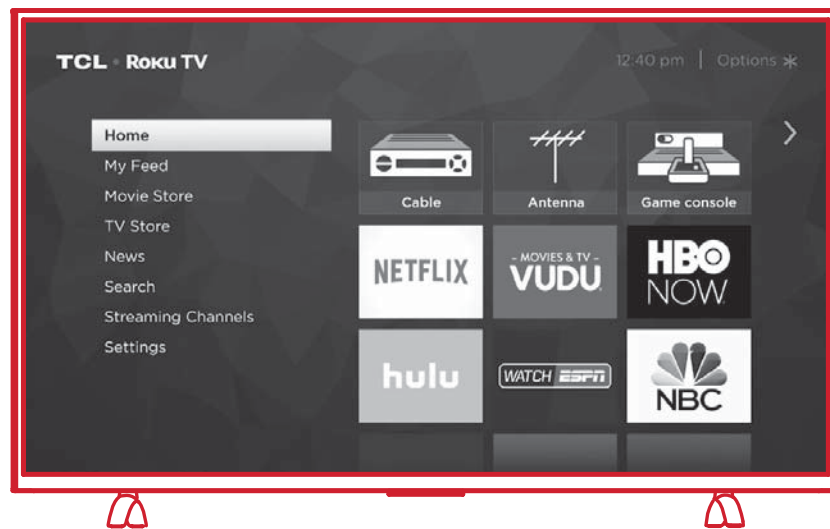 TCL • Roku TV
12:40 pm | Options *
Home
My Feed
Movie Store
TV Store
News
Search
Streaming Channels
Settings
Cable
Antenna
Game console
NETFLIX
- MOVIES & TV -
VUDU
HBO
NOW
hulu
WATCH ESPn
NBC